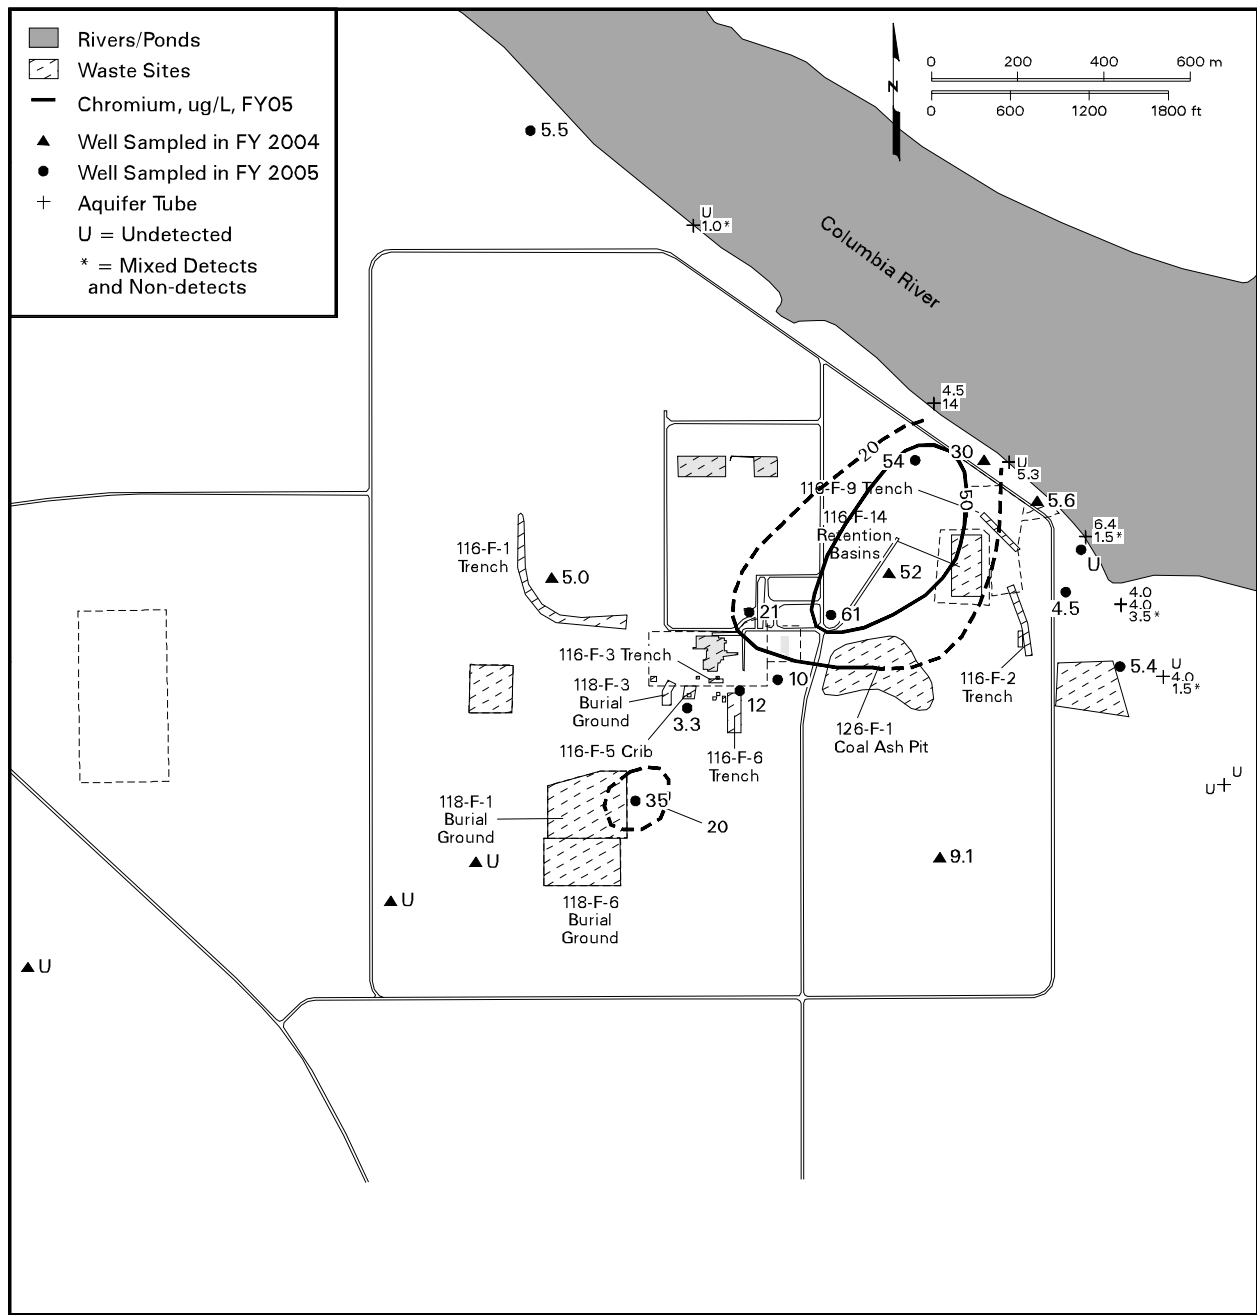 Rivers/Ponds
Waste Sites
Chromium, ug/L, FY05
Well Sampled in FY 2004
Well Sampled in FY 2005
Aquifer Tube
U = Undetected
* = Mixed Detects
and Non-detects
N
0 200 400 600 m
0 600 1200 1800 ft
5.5
U
1.0*
Columbia River
4.5
14
20
54
30
U
5.3
116-F-9 Trench
50
5.6
116-F-14
Retention
Basins
6.4
1.5*
U
116-F-1
Trench
5.0
52
4.5
4.0
4.0
3.5*
21
61
116-F-3 Trench
118-F-3
Burial
Ground
10
12
3.3
116-F-2
Trench
5.4
U
4.0
1.5*
116-F-5 Crib
116-F-6
Trench
126-F-1
Coal Ash Pit
U
U
118-F-1
Burial
Ground
35
20
U
9.1
U
118-F-6
Burial
Ground
U